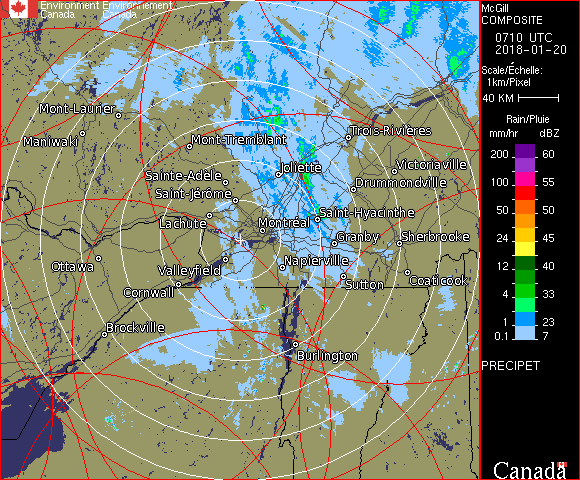 Environment Environnement
Canada Canada
McGill
COMPOSITE
0710 UTC
2018-01-20
Scale/Échelle:
1km/Pixel
40 KM
Rain/Pluie
mm/hr dBZ
200 60
100 55
50 50
24 45
12 40
4 33
1 23
0.1 7
PRECIPET
Canada
Mont-Laurier
Maniwaki
Mont-Tremblant
Trois-Rivières
Sainte-Adèle
Joliette
Victoriaville
Saint-Jérôme
Drummondville
Lachute
Montréal
Saint-Hyacinthe
Granby
Sherbrooke
Ottawa
Valleyfield
Napierville
Cornwall
Sutton
Coaticook
Brockville
Burlington